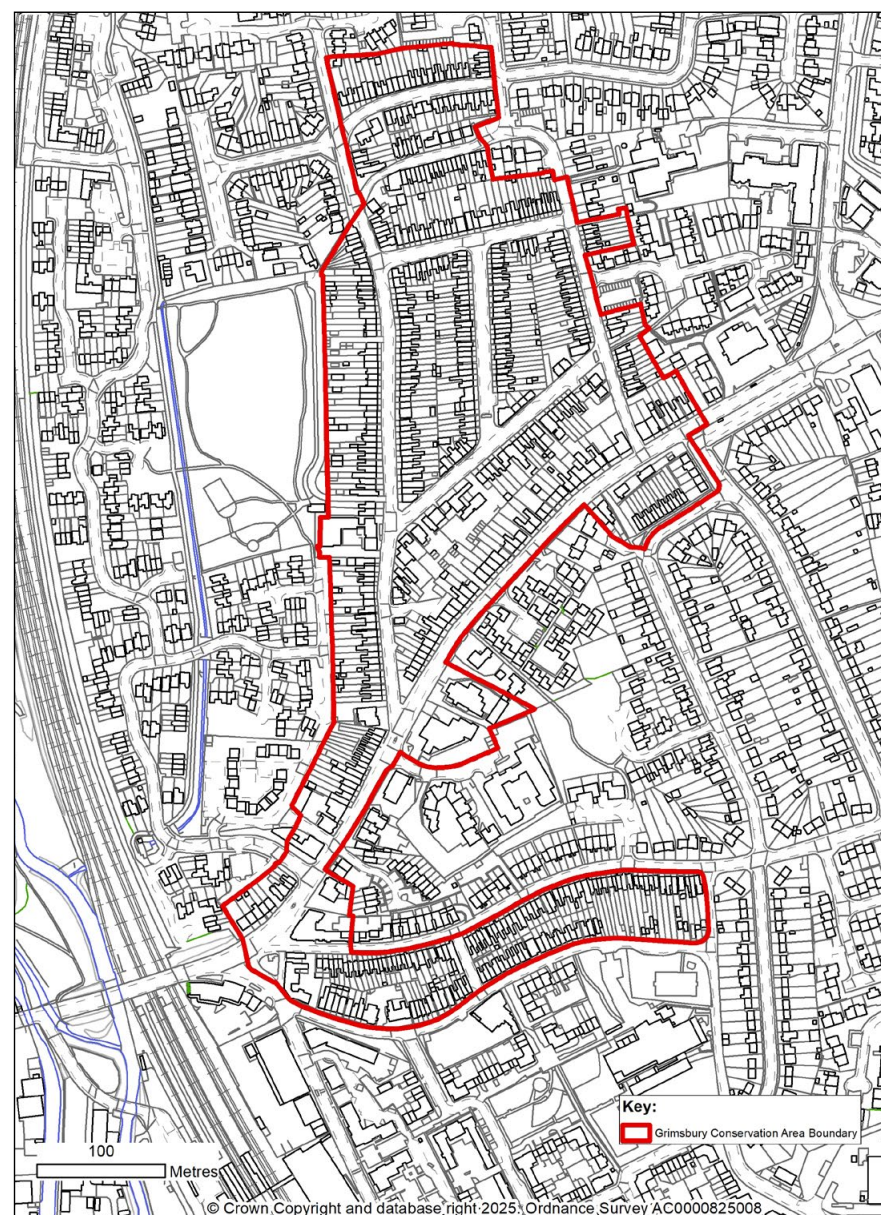 Key:
Grimsbury Conservation Area Boundary
100
Metres
© Crown Copyright and database right 2025. Ordnance Survey AC0000825008